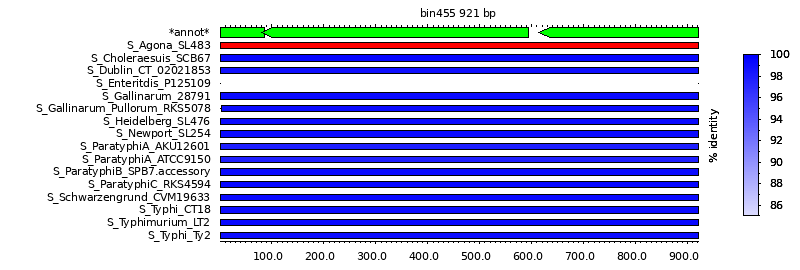 bin455 921 bp
*annot*
S_Agona_SL483
S_Choleraesuis_SCB67
S_Dublin_CT_02021853
S_Enteritdis_P125109
S_Gallinarum_28791
S_Gallinarum_Pullorum_RKS5078
S_Heidelberg_SL476
S_Newport_SL254
S_ParatyphiA_AKU12601
S_ParatyphiA_ATCC9150
S_ParatyphiB_SPB7.accessory
S_ParatyphiC_RKS4594
S_Schwarzengrund_CVM19633
S_Typhi_CT18
S_Typhimurium_LT2
S_Typhi_Ty2
100.0 200.0 300.0 400.0 500.0 600.0 700.0 800.0 900.0
% identity
100
98
96
94
92
90
88
86